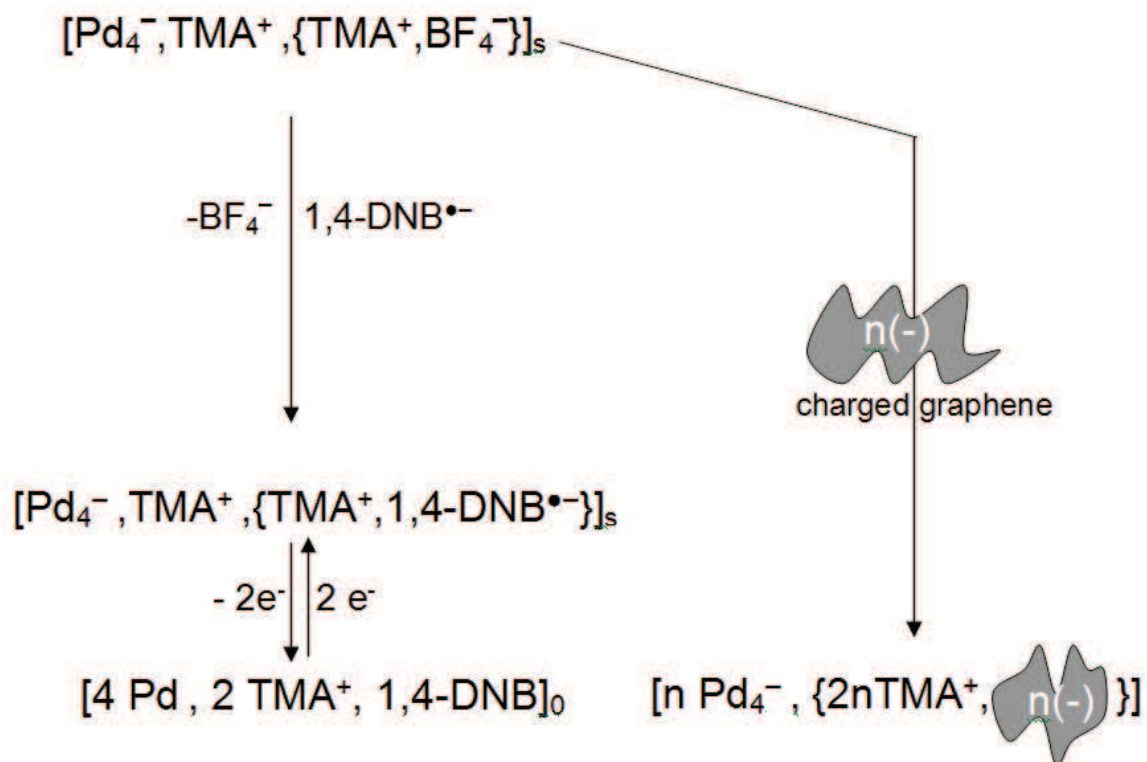 [Pd₄⁻,TMA⁺ ,{TMA⁺,BF₄⁻}]ₛ
-BF₄⁻ 1,4-DNB•⁻
n(-)
charged graphene
[Pd₄⁻ ,TMA⁺ ,{TMA⁺,1,4-DNB•⁻}]ₛ
- 2e⁻ 2 e⁻
[4 Pd , 2 TMA⁺, 1,4-DNB]₀ [n Pd₄⁻, {2nTMA⁺, n(-) }]